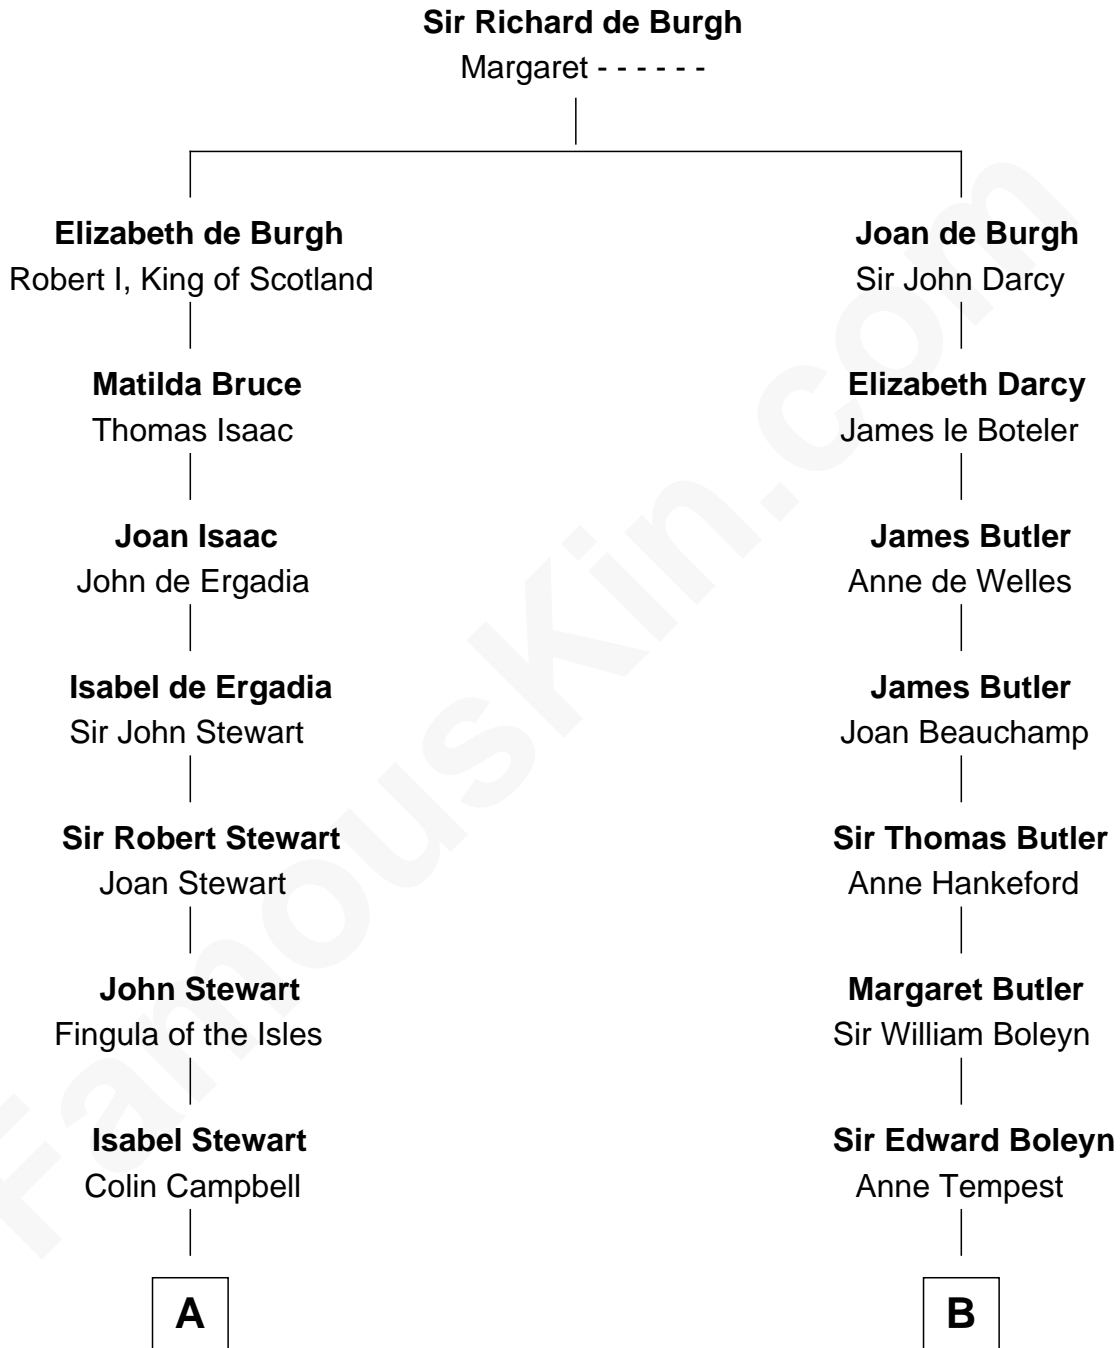 Sir Richard de Burgh
Margaret - - - - - -
Elizabeth de Burgh
Robert I, King of Scotland
Joan de Burgh
Sir John Darcy
Matilda Bruce
Thomas Isaac
Elizabeth Darcy
James le Boteler
Joan Isaac
John de Ergadia
James Butler
Anne de Welles
Isabel de Ergadia
Sir John Stewart
James Butler
Joan Beauchamp
Sir Robert Stewart
Joan Stewart
Sir Thomas Butler
Anne Hankeford
John Stewart
Fingula of the Isles
Margaret Butler
Sir William Boleyn
Isabel Stewart
Colin Campbell
Sir Edward Boleyn
Anne Tempest
A
B
FamousKin.com